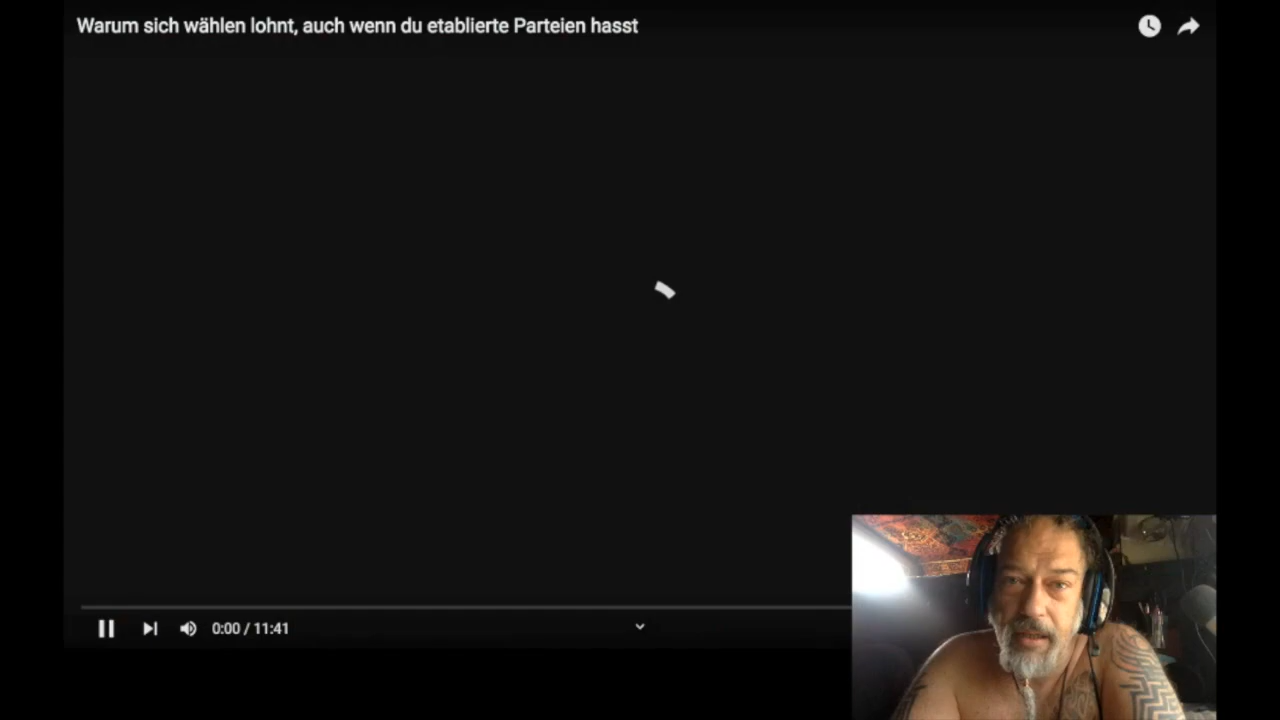 Warum sich wählen lohnt, auch wenn du etablierte Parteien hasst
0:00 / 11:41